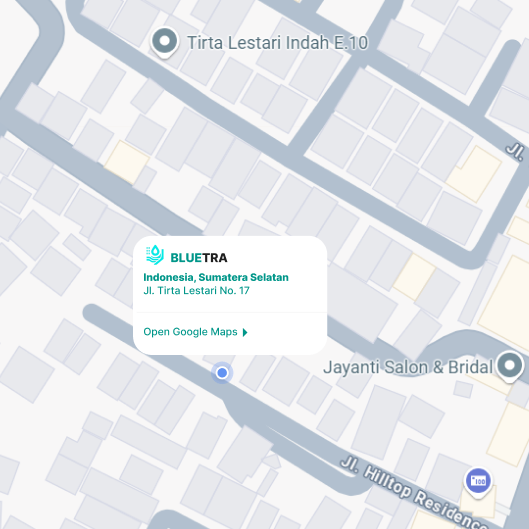 Tirta Lestari Indah E.10
Jl.
BLUETRA
Indonesia, Sumatera Selatan
Jl. Tirta Lestari No. 17
Open Google Maps
Jayanti Salon & Bridal
Jl. Hilltop Residence